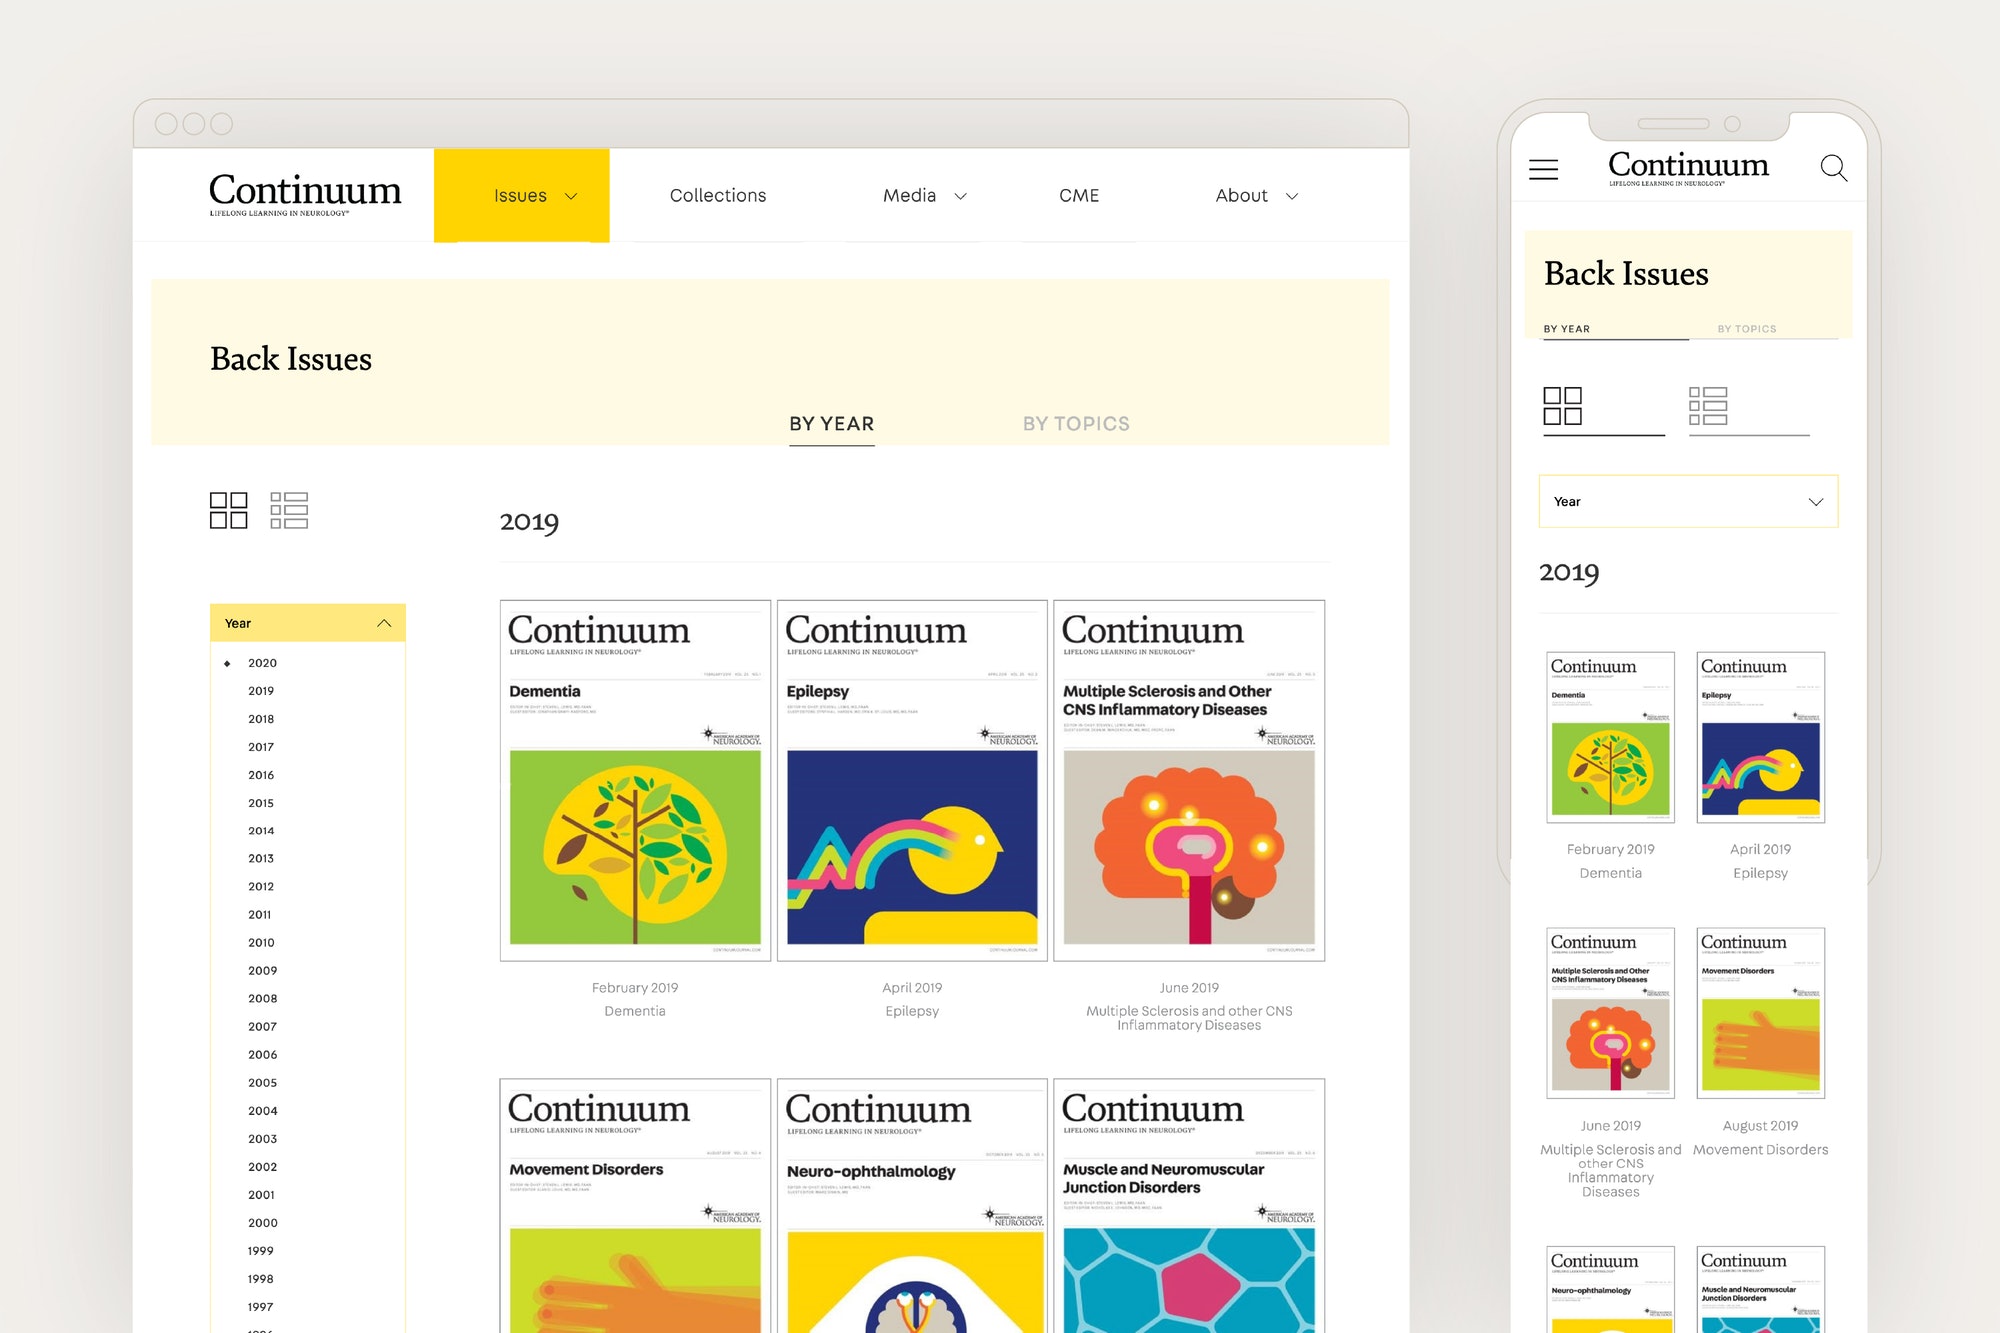 Continuum
LIFELONG LEARNING IN NEUROLOGY®
Issues
Collections
Media
CME
About
Back Issues
BY YEAR
BY TOPICS
2019
Year
2020
2019
2018
2017
2016
2015
2014
2013
2012
2011
2010
2009
2008
2007
2006
2005
2004
2003
2002
2001
2000
1999
1998
1997
Continuum
LIFELONG LEARNING IN NEUROLOGY®
Dementia
AMERICAN ACADEMY OF
NEUROLOGY.
CONTINUUMJOURNAL.COM
February 2019
Dementia
Continuum
LIFELONG LEARNING IN NEUROLOGY®
Epilepsy
AMERICAN ACADEMY OF
NEUROLOGY.
CONTINUUMJOURNAL.COM
April 2019
Epilepsy
Continuum
LIFELONG LEARNING IN NEUROLOGY®
Multiple Sclerosis and Other
CNS Inflammatory Diseases
AMERICAN ACADEMY OF
NEUROLOGY.
CONTINUUMJOURNAL.COM
June 2019
Multiple Sclerosis and other CNS
Inflammatory Diseases
Continuum
LIFELONG LEARNING IN NEUROLOGY®
Movement Disorders
AMERICAN ACADEMY OF
NEUROLOGY.
Continuum
LIFELONG LEARNING IN NEUROLOGY®
Neuro-ophthalmology
AMERICAN ACADEMY OF
NEUROLOGY.
Continuum
LIFELONG LEARNING IN NEUROLOGY®
Muscle and Neuromuscular
Junction Disorders
AMERICAN ACADEMY OF
NEUROLOGY.
Continuum
LIFELONG LEARNING IN NEUROLOGY®
Back Issues
BY YEAR
BY TOPICS
Year
2019
Continuum
Dementia
February 2019
Dementia
Continuum
Epilepsy
April 2019
Epilepsy
Continuum
Multiple Sclerosis and Other
CNS Inflammatory Diseases
June 2019
Multiple Sclerosis and
other CNS
Inflammatory
Diseases
Continuum
Movement Disorders
August 2019
Movement Disorders
Continuum
Neuro-ophthalmology
Continuum
Muscle and Neuromuscular
Junction Disorders